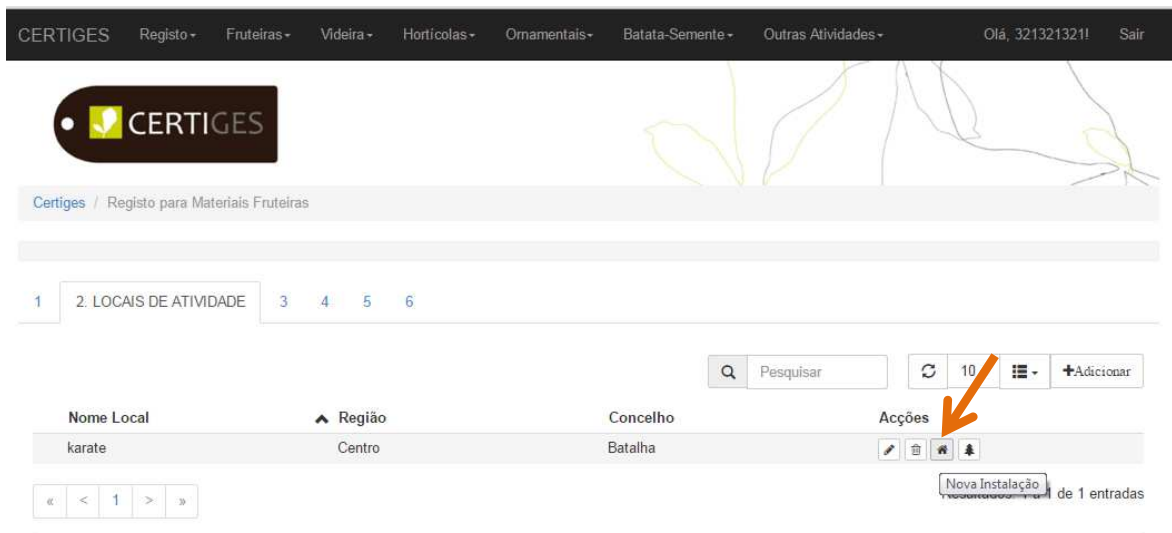 CERTIGES Registo Fruteiras Videira Hortícolas Ornamentais Batata-Semente Outras Atividades Olá, 321321321! Sair
CERTIGES
Certiges / Registo para Materiais Fruteiras
1 2. LOCAIS DE ATIVIDADE 3 4 5 6
Pesquisar 10 +Adicionar
Nome Local Região Concelho Acções
karate Centro Batalha
Nova Instalação
« < 1 > » de 1 entradas